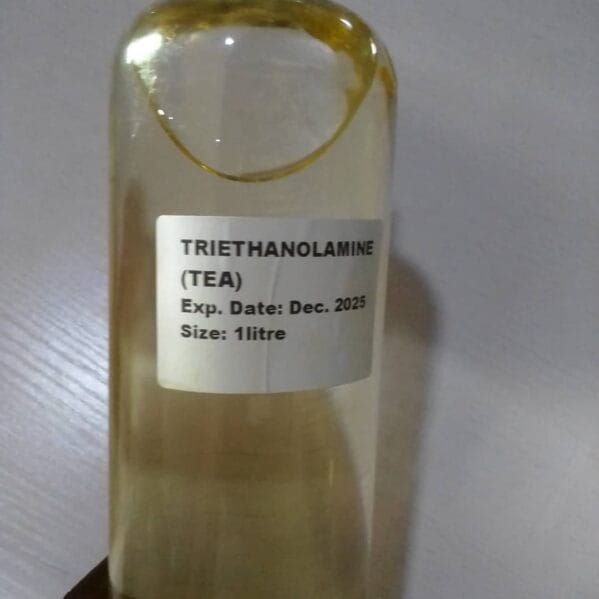 TRIETHANOLAMINE
(TEA)
Exp. Date: Dec. 2025
Size: 1litre